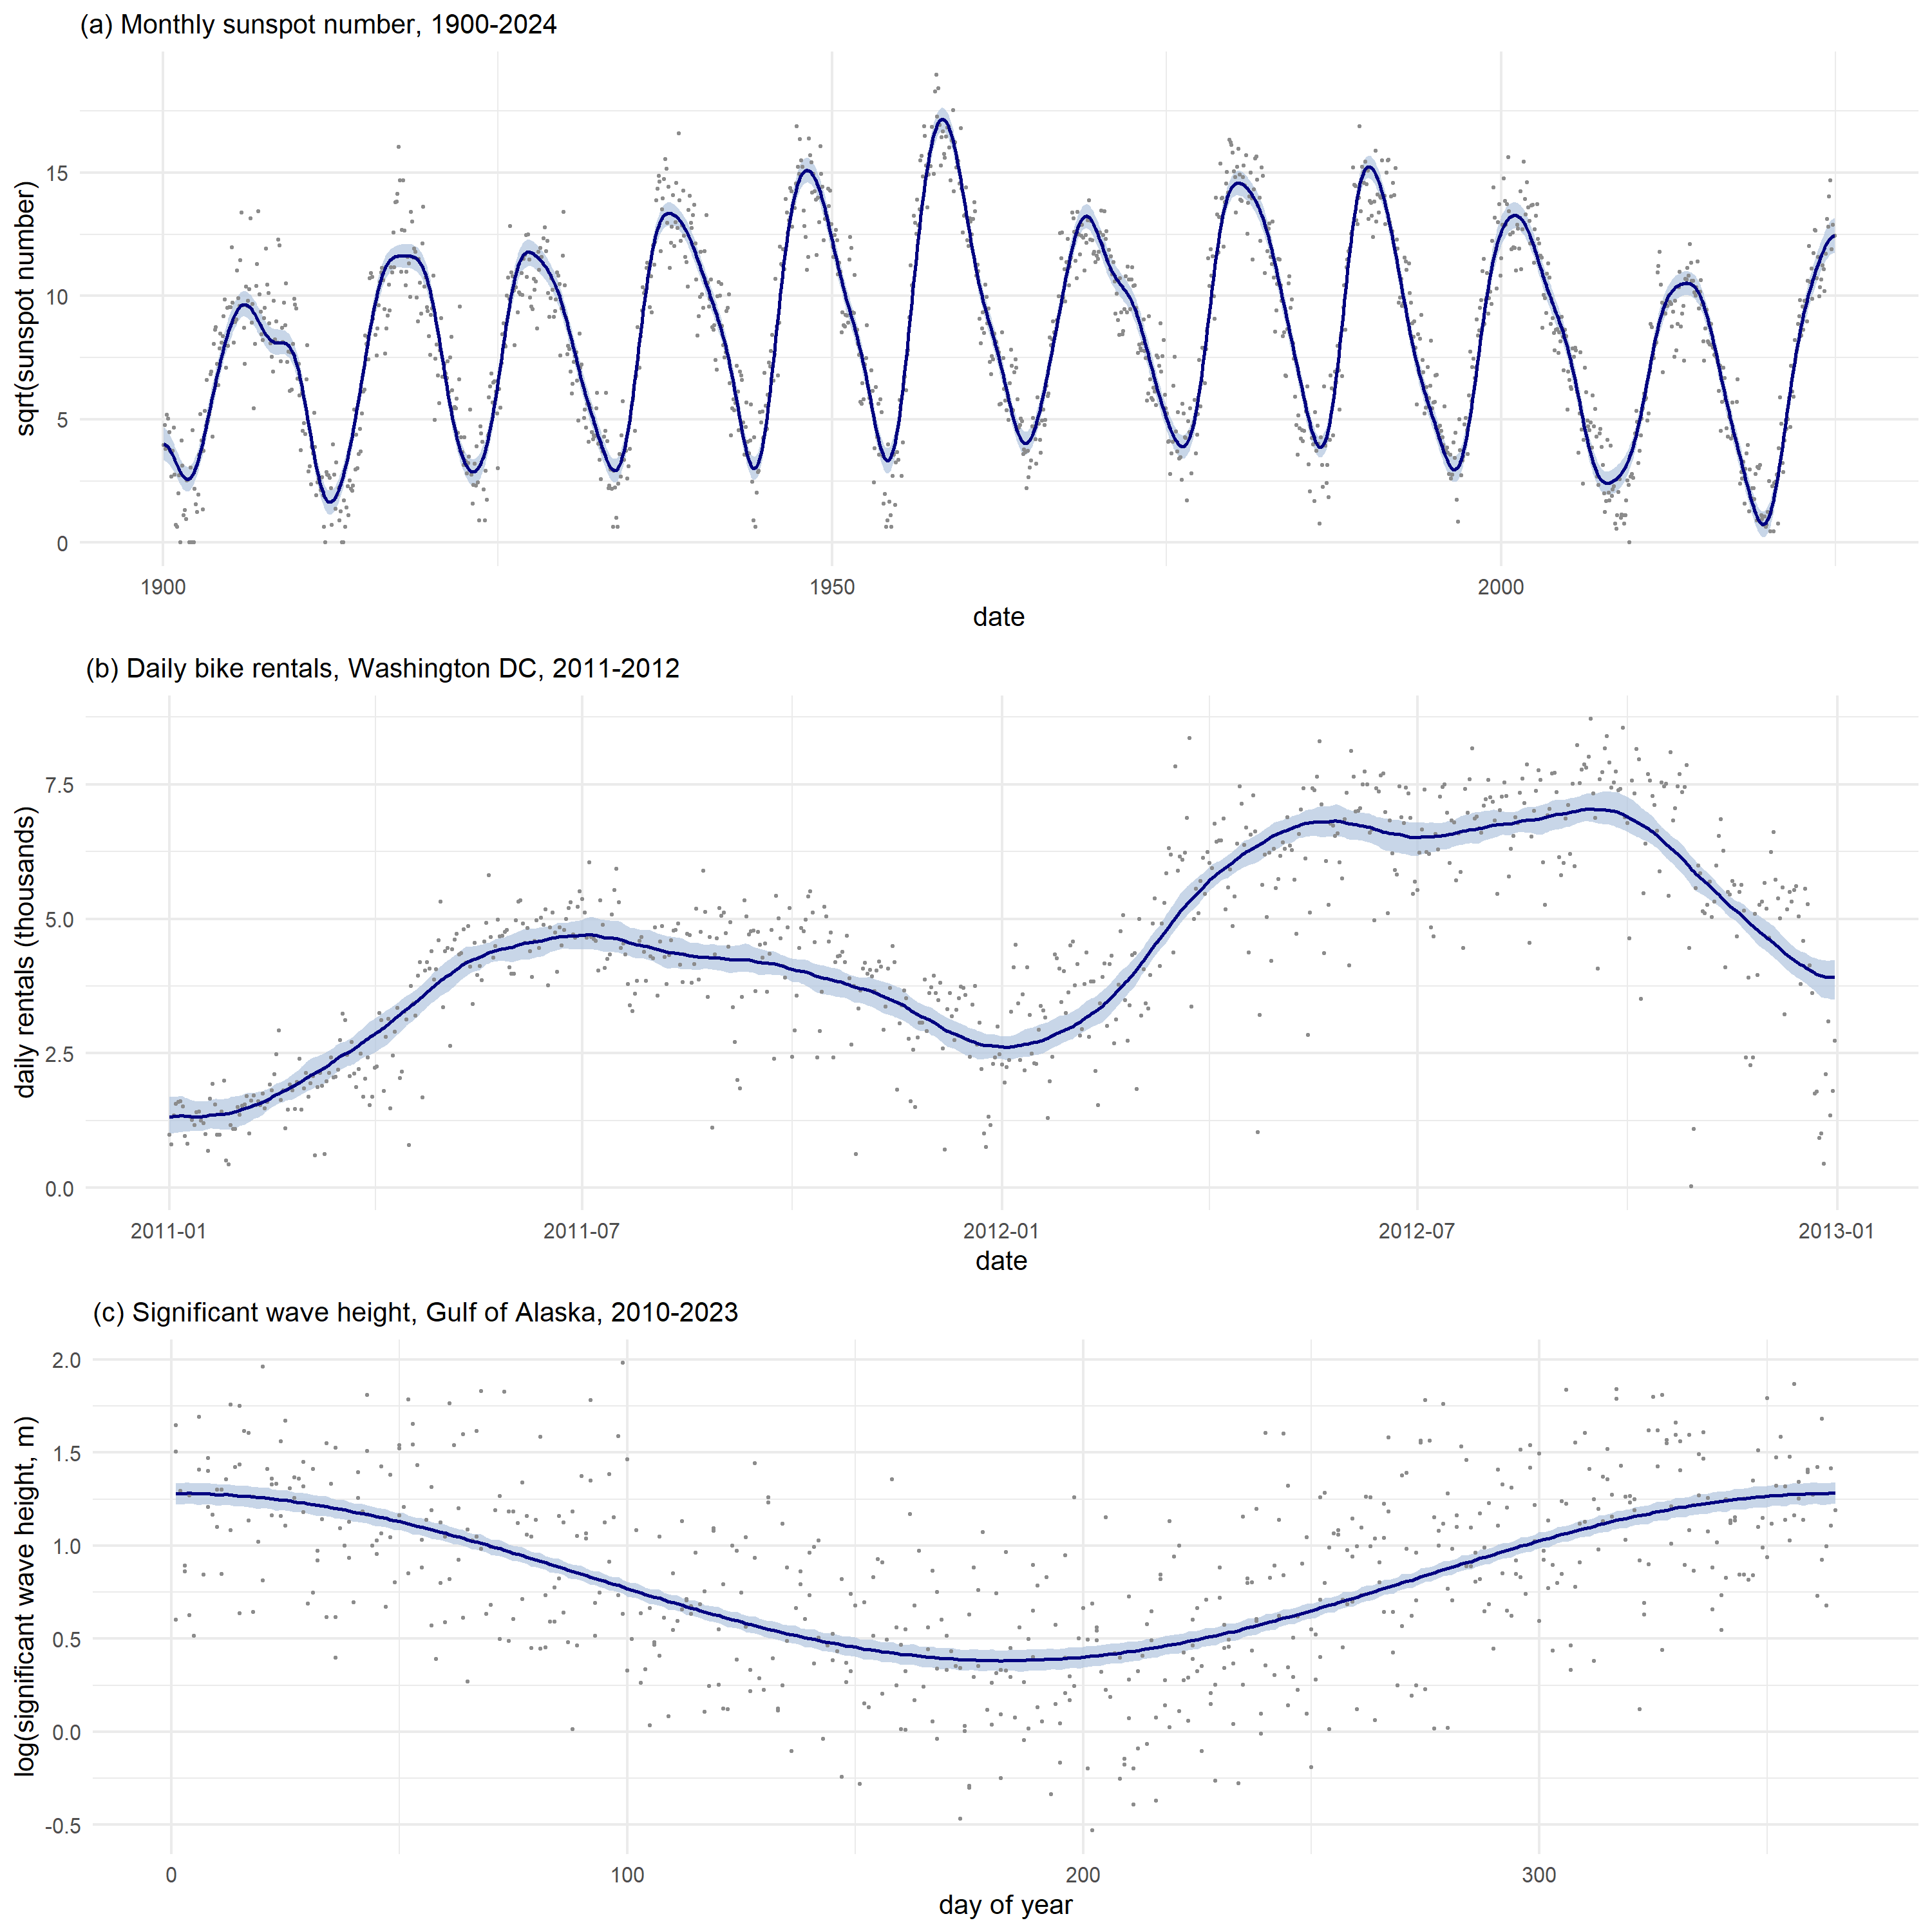 (a) Monthly sunspot number, 1900-2024
sqrt(sunspot number)
15
10
5
0
1900
1950
2000
date
(b) Daily bike rentals, Washington DC, 2011-2012
daily rentals (thousands)
7.5
5.0
2.5
0.0
2011-01
2011-07
2012-01
2012-07
2013-01
date
(c) Significant wave height, Gulf of Alaska, 2010-2023
log(significant wave height, m)
2.0
1.5
1.0
0.5
0.0
-0.5
0
100
200
300
day of year